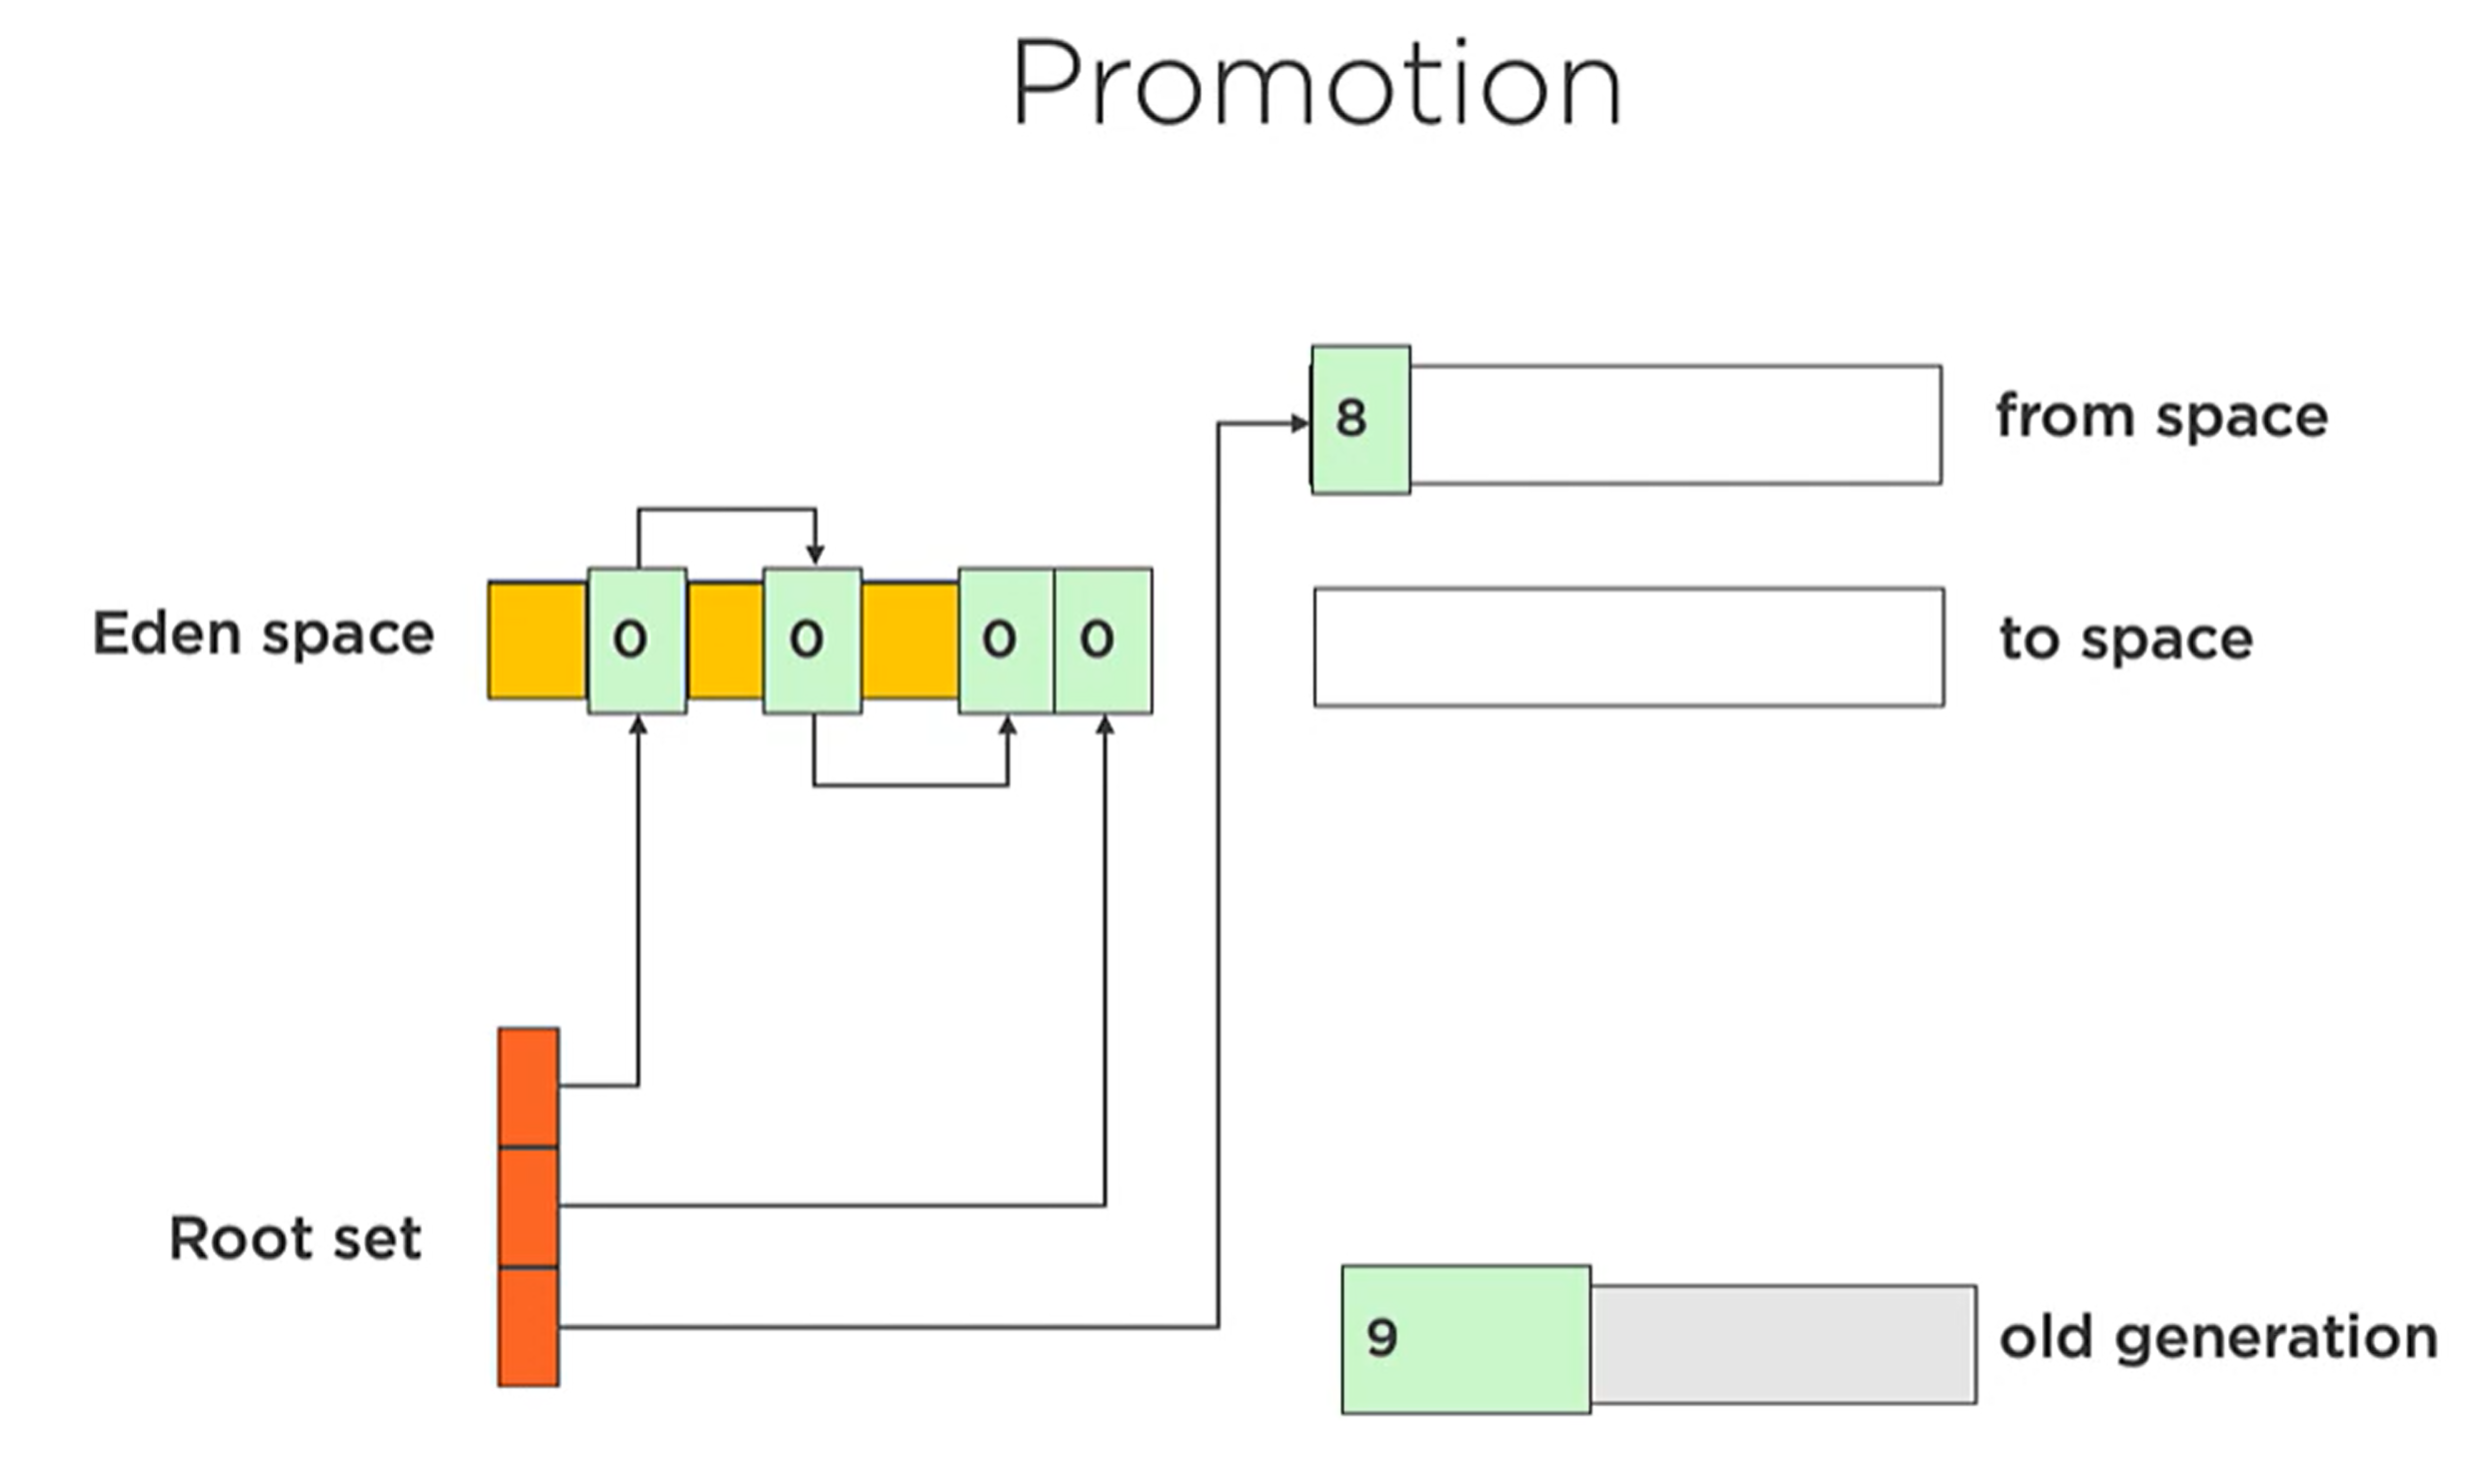 Promotion
8
from space
Eden space
0 0 0 0
to space
Root set
9
old generation